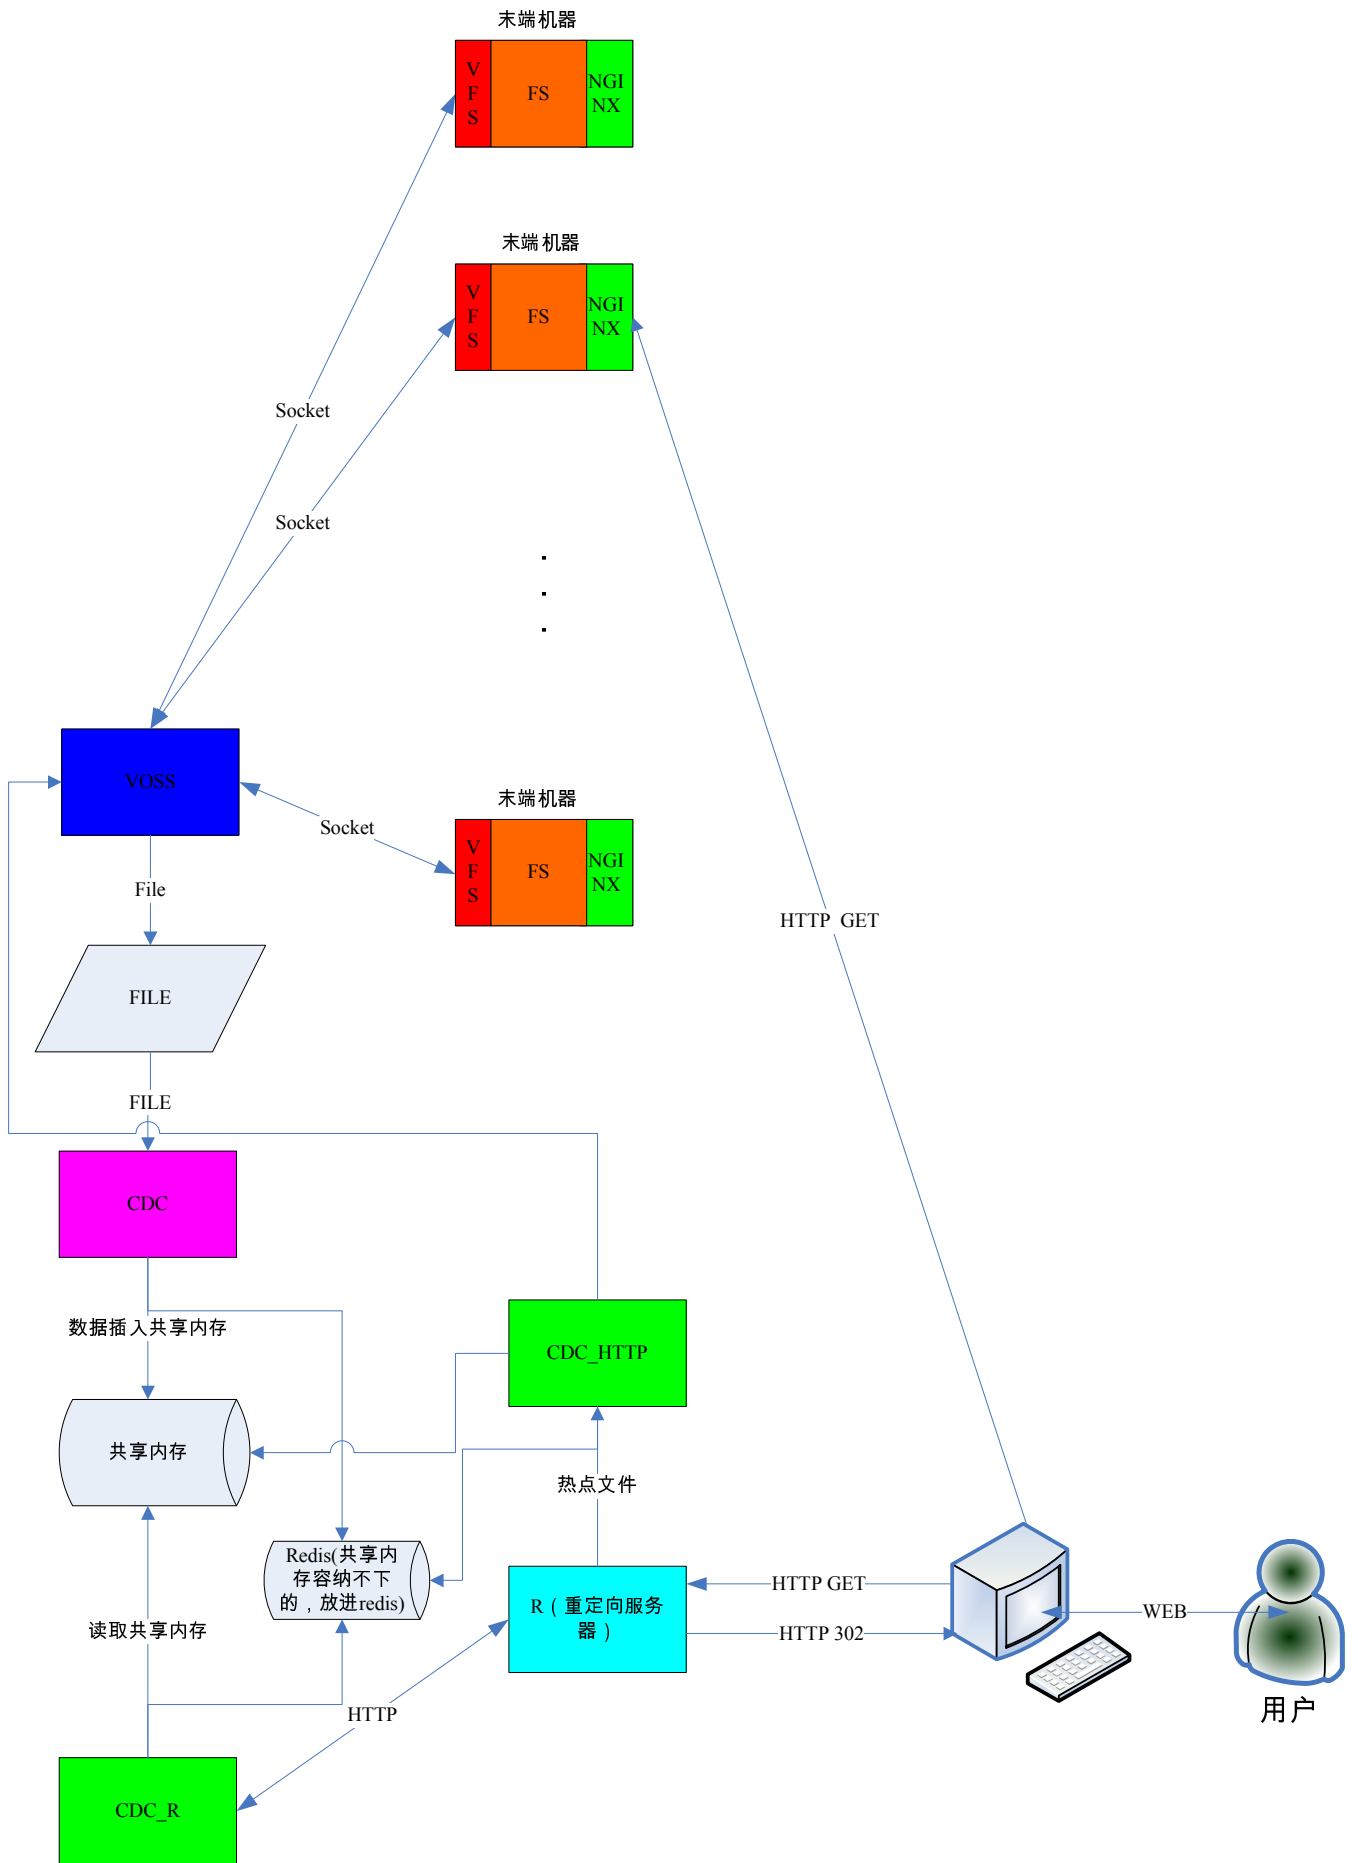 末端机器
V
F
S
FS
NGI
NX
末端机器
V
F
S
FS
NGI
NX
Socket
Socket
VOSS
末端机器
V
F
S
FS
NGI
NX
Socket
File
HTTP GET
FILE
FILE
CDC
数据插入共享内存
CDC_HTTP
共享内存
热点文件
Redis(共享内
存容纳不下
的，放进redis)
HTTP GET
R（重定向服务
器）
WEB
读取共享内存
HTTP 302
HTTP
用户
CDC_R